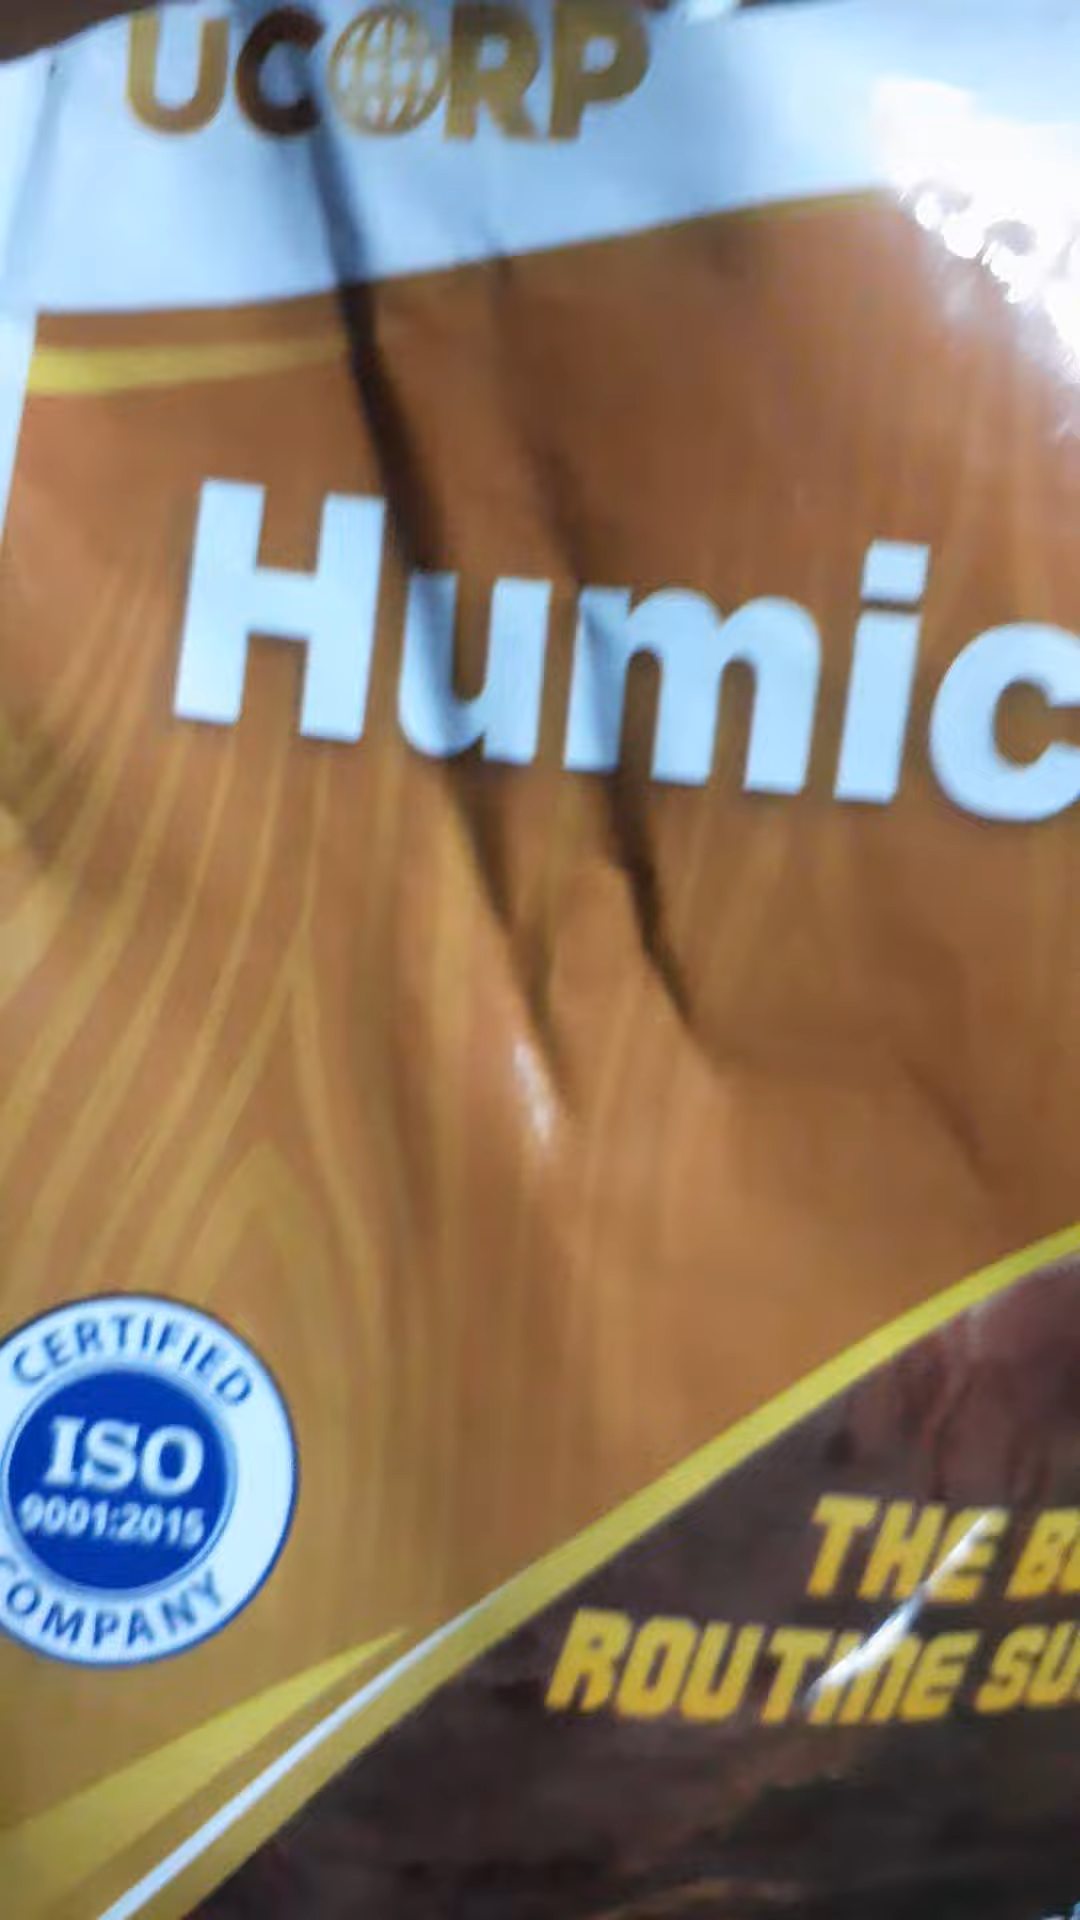 UCORP
Humic
CERTIFIED
ISO
9001:2015
COMPANY
THE
ROUTINE